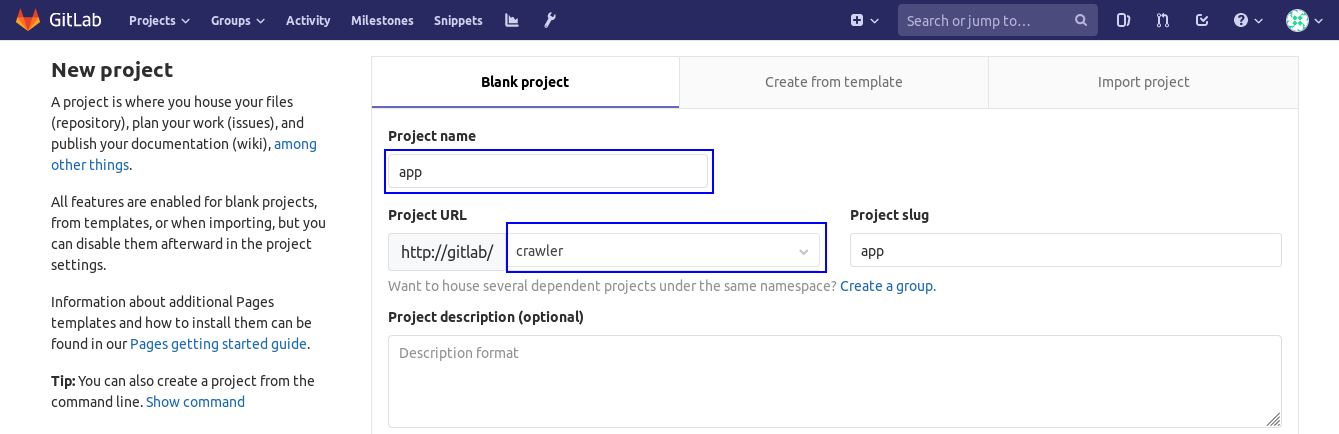 GitLab Projects Groups Activity Milestones Snippets Search or jump to…
New project
A project is where you house your files
(repository), plan your work (issues), and
publish your documentation (wiki), among
other things.
All features are enabled for blank projects,
from templates, or when importing, but you
can disable them afterward in the project
settings.
Information about additional Pages
templates and how to install them can be
found in our Pages getting started guide.
Tip: You can also create a project from the
command line. Show command
Blank project Create from template Import project
Project name
app
Project URL Project slug
http://gitlab/ crawler app
Want to house several dependent projects under the same namespace? Create a group.
Project description (optional)
Description format